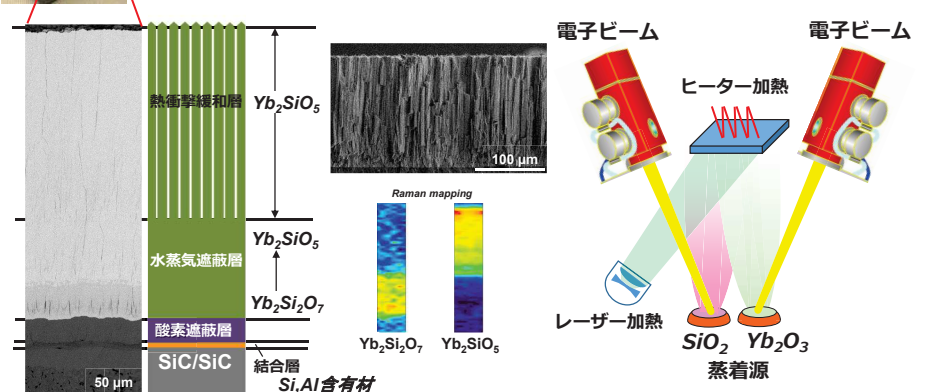 熱衝撃緩和層
Yb₂SiO₅
水蒸気遮蔽層
Yb₂SiO₅
Yb₂Si₂O₇
酸素遮蔽層
SiC/SiC
結合層
Si,Al含有材
50 µm
100 µm
Raman mapping
Yb₂Si₂O₇
Yb₂SiO₅
電子ビーム
電子ビーム
ヒーター加熱
レーザー加熱
SiO₂
Yb₂O₃
蒸着源